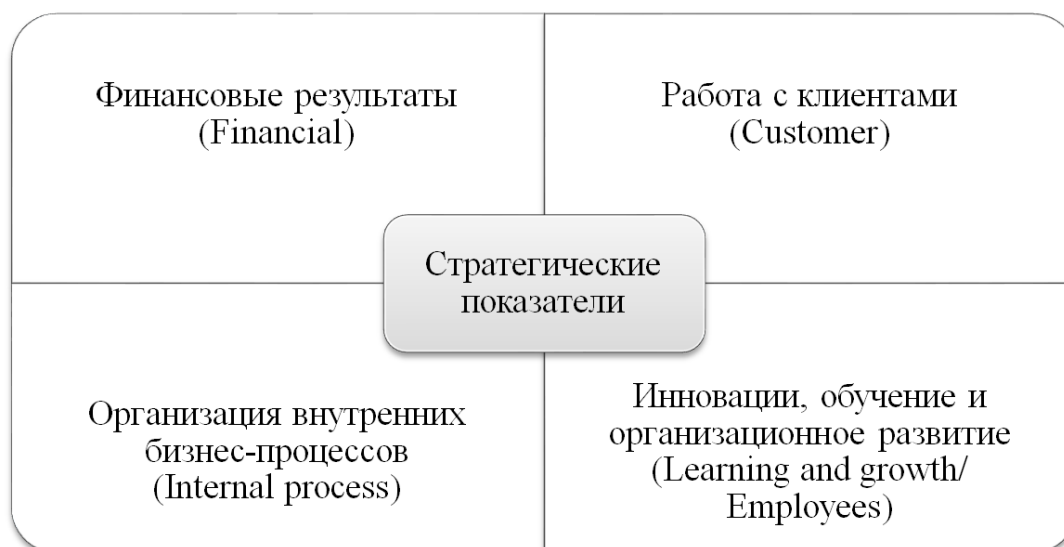 Финансовые результаты
(Financial)
Работа с клиентами
(Customer)
Стратегические
показатели
Организация внутренних
бизнес-процессов
(Internal process)
Инновации, обучение и
организационное развитие
(Learning and growth/
Employees)